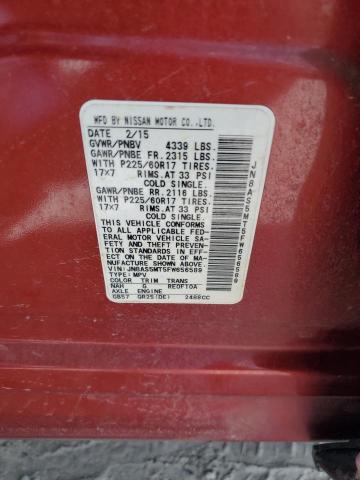 MFD BY NISSAN MOTOR CO.,LTD.
DATE 2/15
GVWR/PNBV 4339 LBS.
GAWR/PNBE FR.2315 LBS.
WITH P225/60R17 TIRES
17X7 RIMS.AT 33 PSI
COLD SINGLE.
GAWR/PNBE RR.2116 LBS.
WITH P225/60R17 TIRES
17X7 RIMS.AT 33 PSI
COLD SINGLE.
THIS VEHICLE CONFORMS
TO ALL APPLICABLE FED-
ERAL MOTOR VEHICLE SA-
FETY AND THEFT PREVEN-
TION STANDARDS IN EFF-
ECT ON THE DATE OF MA-
NUFACTURE SHOWN ABOVE.
VIN:JN8AS5MT5FW656589
TYPE:MPV
COLOR TRIM TRANS
NAH G RE0F10A
AXLE ENGINE
GB57 QR25(DE) 2488CC